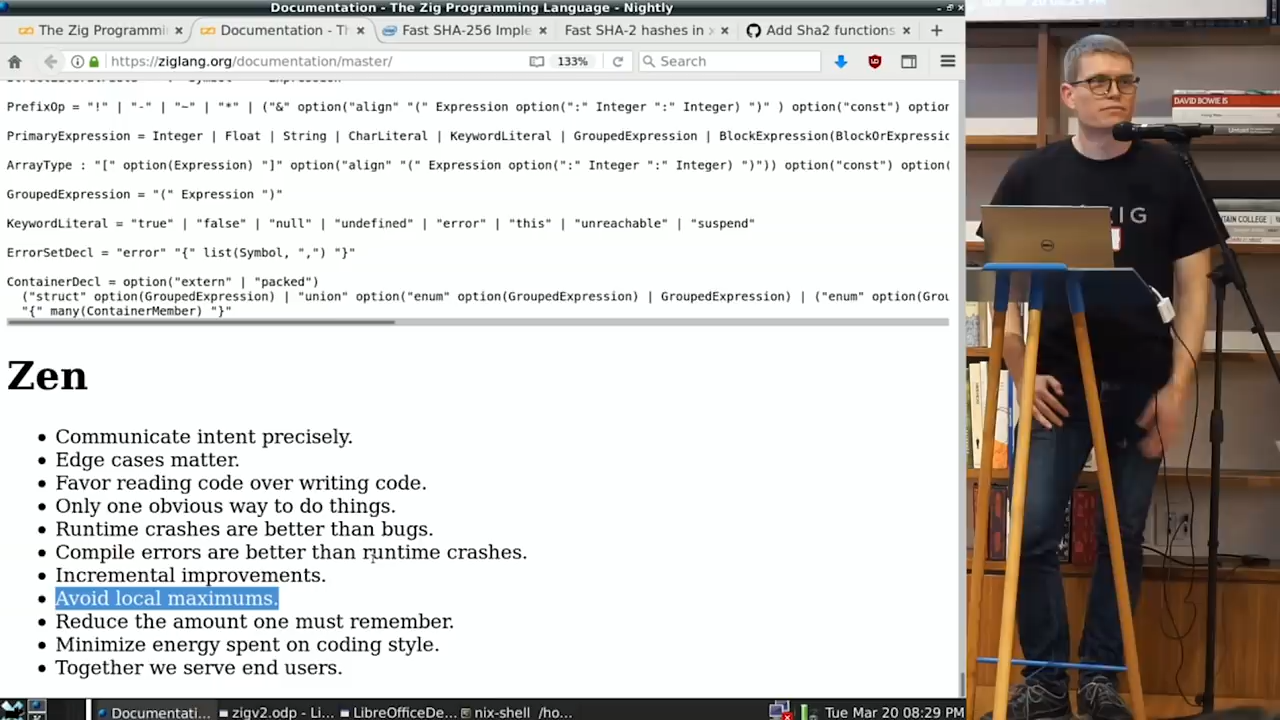 Documentation - The Zig Programming Language - Nightly
The Zig Programmi
Documentation - Th
Fast SHA-256 Imple
Fast SHA-2 hashes in
Add Sha2 functions
https://ziglang.org/documentation/master/
133%
Search
PrefixOp = "!" | "-" | "~" | "*" | ("&" option("align" "(" Expression option(":" Integer ":" Integer) ")" ) option("const") option
PrimaryExpression = Integer | Float | String | CharLiteral | KeywordLiteral | GroupedExpression | BlockExpression(BlockOrExpressio
ArrayType : "[" option(Expression) "]" option("align" "(" Expression option(":" Integer ":" Integer) ")")) option("const") option(
GroupedExpression = "(" Expression ")"
KeywordLiteral = "true" | "false" | "null" | "undefined" | "error" | "this" | "unreachable" | "suspend"
ErrorSetDecl = "error" "{" list(Symbol, ",") "}"
ContainerDecl = option("extern" | "packed")
("struct" option(GroupedExpression) | "union" option("enum" option(GroupedExpression) | GroupedExpression) | ("enum" option(Grou
"{" many(ContainerMember) "}"
Zen
Communicate intent precisely.
Edge cases matter.
Favor reading code over writing code.
Only one obvious way to do things.
Runtime crashes are better than bugs.
Compile errors are better than runtime crashes.
Incremental improvements.
Avoid local maximums.
Reduce the amount one must remember.
Minimize energy spent on coding style.
Together we serve end users.
Documentati...
zigv2.odp - Li...
LibreOfficeDe...
nix-shell /ho...
Tue Mar 20 08:29 PM
DAVID BOWIE IS
ZIG
DELL